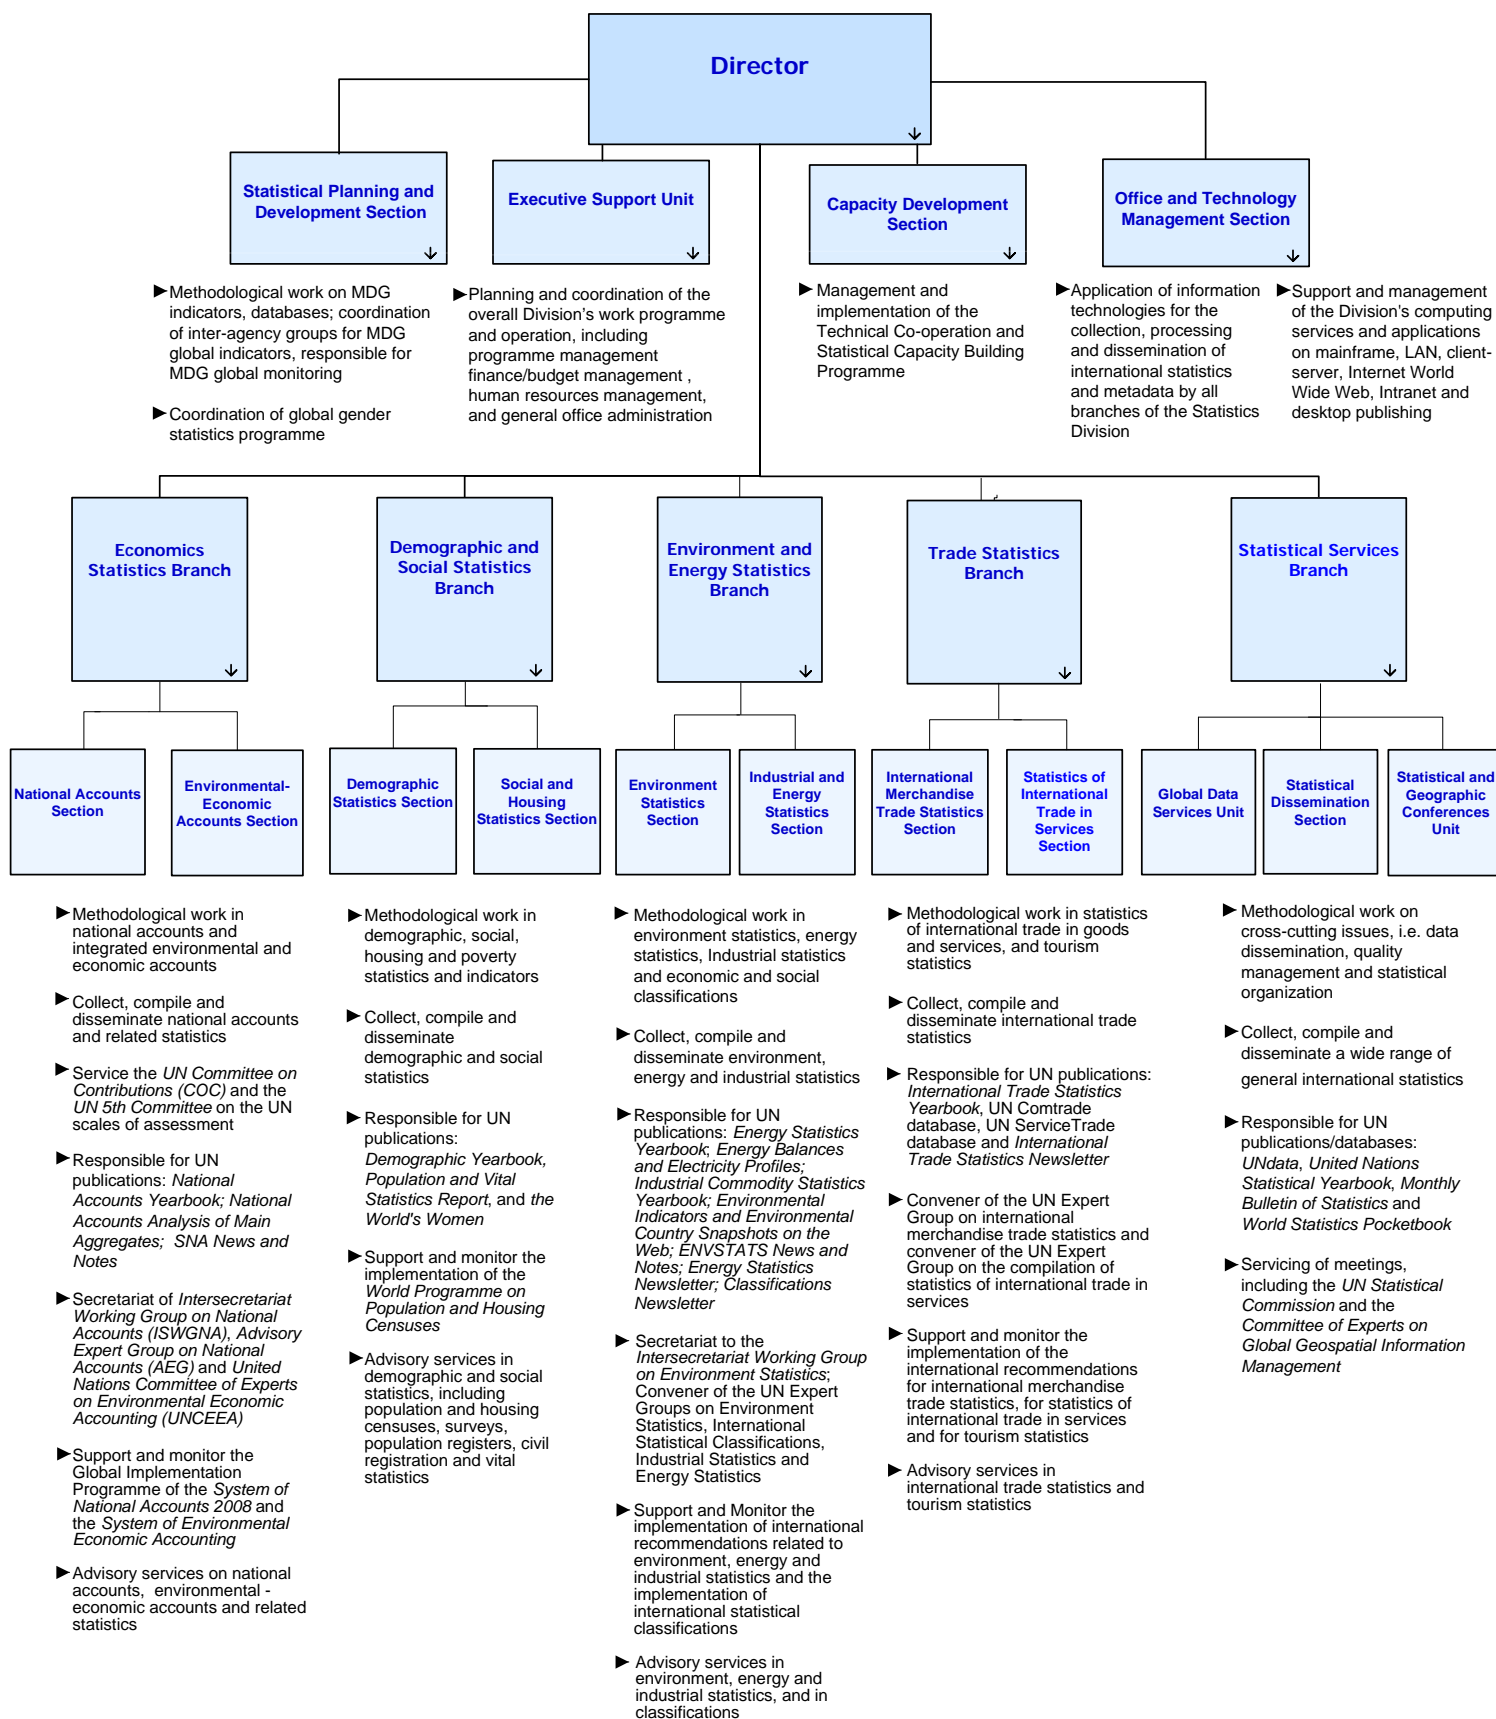 Director
Statistical Planning and
Development Section
Executive Support Unit
Capacity Development
Section
Office and Technology
Management Section
Methodological work on MDG
indicators, databases; coordination
of inter-agency groups for MDG
global indicators, responsible for
MDG global monitoring
Coordination of global gender
statistics programme
Planning and coordination of the
overall Division's work programme
and operation, including
programme management
finance/budget management ,
human resources management,
and general office administration
Management and
implementation of the
Technical Co-operation and
Statistical Capacity Building
Programme
Application of information
technologies for the
collection, processing
and dissemination of
international statistics
and metadata by all
branches of the Statistics
Division
Support and management
of the Division's computing
services and applications
on mainframe, LAN, client-
server, Internet World
Wide Web, Intranet and
desktop publishing
Economics
Statistics Branch
Demographic and
Social Statistics
Branch
Environment and
Energy Statistics
Branch
Trade Statistics
Branch
Statistical Services
Branch
National Accounts
Section
Environmental-
Economic
Accounts Section
Demographic
Statistics Section
Social and
Housing
Statistics Section
Environment
Statistics
Section
Industrial and
Energy
Statistics
Section
International
Merchandise
Trade Statistics
Section
Statistics of
International
Trade in
Services
Section
Global Data
Services Unit
Statistical
Dissemination
Section
Statistical and
Geographic
Conferences
Unit
Methodological work in
national accounts and
integrated environmental and
economic accounts
Collect, compile and
disseminate national accounts
and related statistics
Service the UN Committee on
Contributions (COC) and the
UN 5th Committee on the UN
scales of assessment
Responsible for UN
publications: National
Accounts Yearbook; National
Accounts Analysis of Main
Aggregates; SNA News and
Notes
Secretariat of Intersecretariat
Working Group on National
Accounts (ISWGNA), Advisory
Expert Group on National
Accounts (AEG) and United
Nations Committee of Experts
on Environmental Economic
Accounting (UNCEEA)
Support and monitor the
Global Implementation
Programme of the System of
National Accounts 2008 and
the System of Environmental
Economic Accounting
Advisory services on national
accounts, environmental -
economic accounts and related
statistics
Methodological work in
demographic, social,
housing and poverty
statistics and indicators
Collect, compile and
disseminate
demographic and social
statistics
Responsible for UN
publications:
Demographic Yearbook,
Population and Vital
Statistics Report, and the
World's Women
Support and monitor the
implementation of the
World Programme on
Population and Housing
Censuses
Advisory services in
demographic and social
statistics, including
population and housing
censuses, surveys,
population registers, civil
registration and vital
statistics
Methodological work in
environment statistics, energy
statistics, Industrial statistics
and economic and social
classifications
Collect, compile and
disseminate environment,
energy and industrial statistics
Responsible for UN
publications: Energy Statistics
Yearbook; Energy Balances
and Electricity Profiles;
Industrial Commodity Statistics
Yearbook; Environmental
Indicators and Environmental
Country Snapshots on the
Web; ENVSTATS News and
Notes; Energy Statistics
Newsletter; Classifications
Newsletter
Secretariat to the
Intersecretariat Working Group
on Environment Statistics;
Convener of the UN Expert
Groups on Environment
Statistics, International
Statistical Classifications,
Industrial Statistics and
Energy Statistics
Support and Monitor the
implementation of international
recommendations related to
environment, energy and
industrial statistics and the
implementation of
international statistical
classifications
Advisory services in
environment, energy and
industrial statistics, and in
classifications
Methodological work in statistics
of international trade in goods
and services, and tourism
statistics
Collect, compile and
disseminate international trade
statistics
Responsible for UN publications:
International Trade Statistics
Yearbook, UN Comtrade
database, UN ServiceTrade
database and International
Trade Statistics Newsletter
Convener of the UN Expert
Group on international
merchandise trade statistics and
convener of the UN Expert
Group on the compilation of
statistics of international trade in
services
Support and monitor the
implementation of the
international recommendations
for international merchandise
trade statistics, for statistics of
international trade in services
and for tourism statistics
Advisory services in
international trade statistics and
tourism statistics
Methodological work on
cross-cutting issues, i.e. data
dissemination, quality
management and statistical
organization
Collect, compile and
disseminate a wide range of
general international statistics
Responsible for UN
publications/databases:
UNdata, United Nations
Statistical Yearbook, Monthly
Bulletin of Statistics and
World Statistics Pocketbook
Servicing of meetings,
including the UN Statistical
Commission and the
Committee of Experts on
Global Geospatial Information
Management